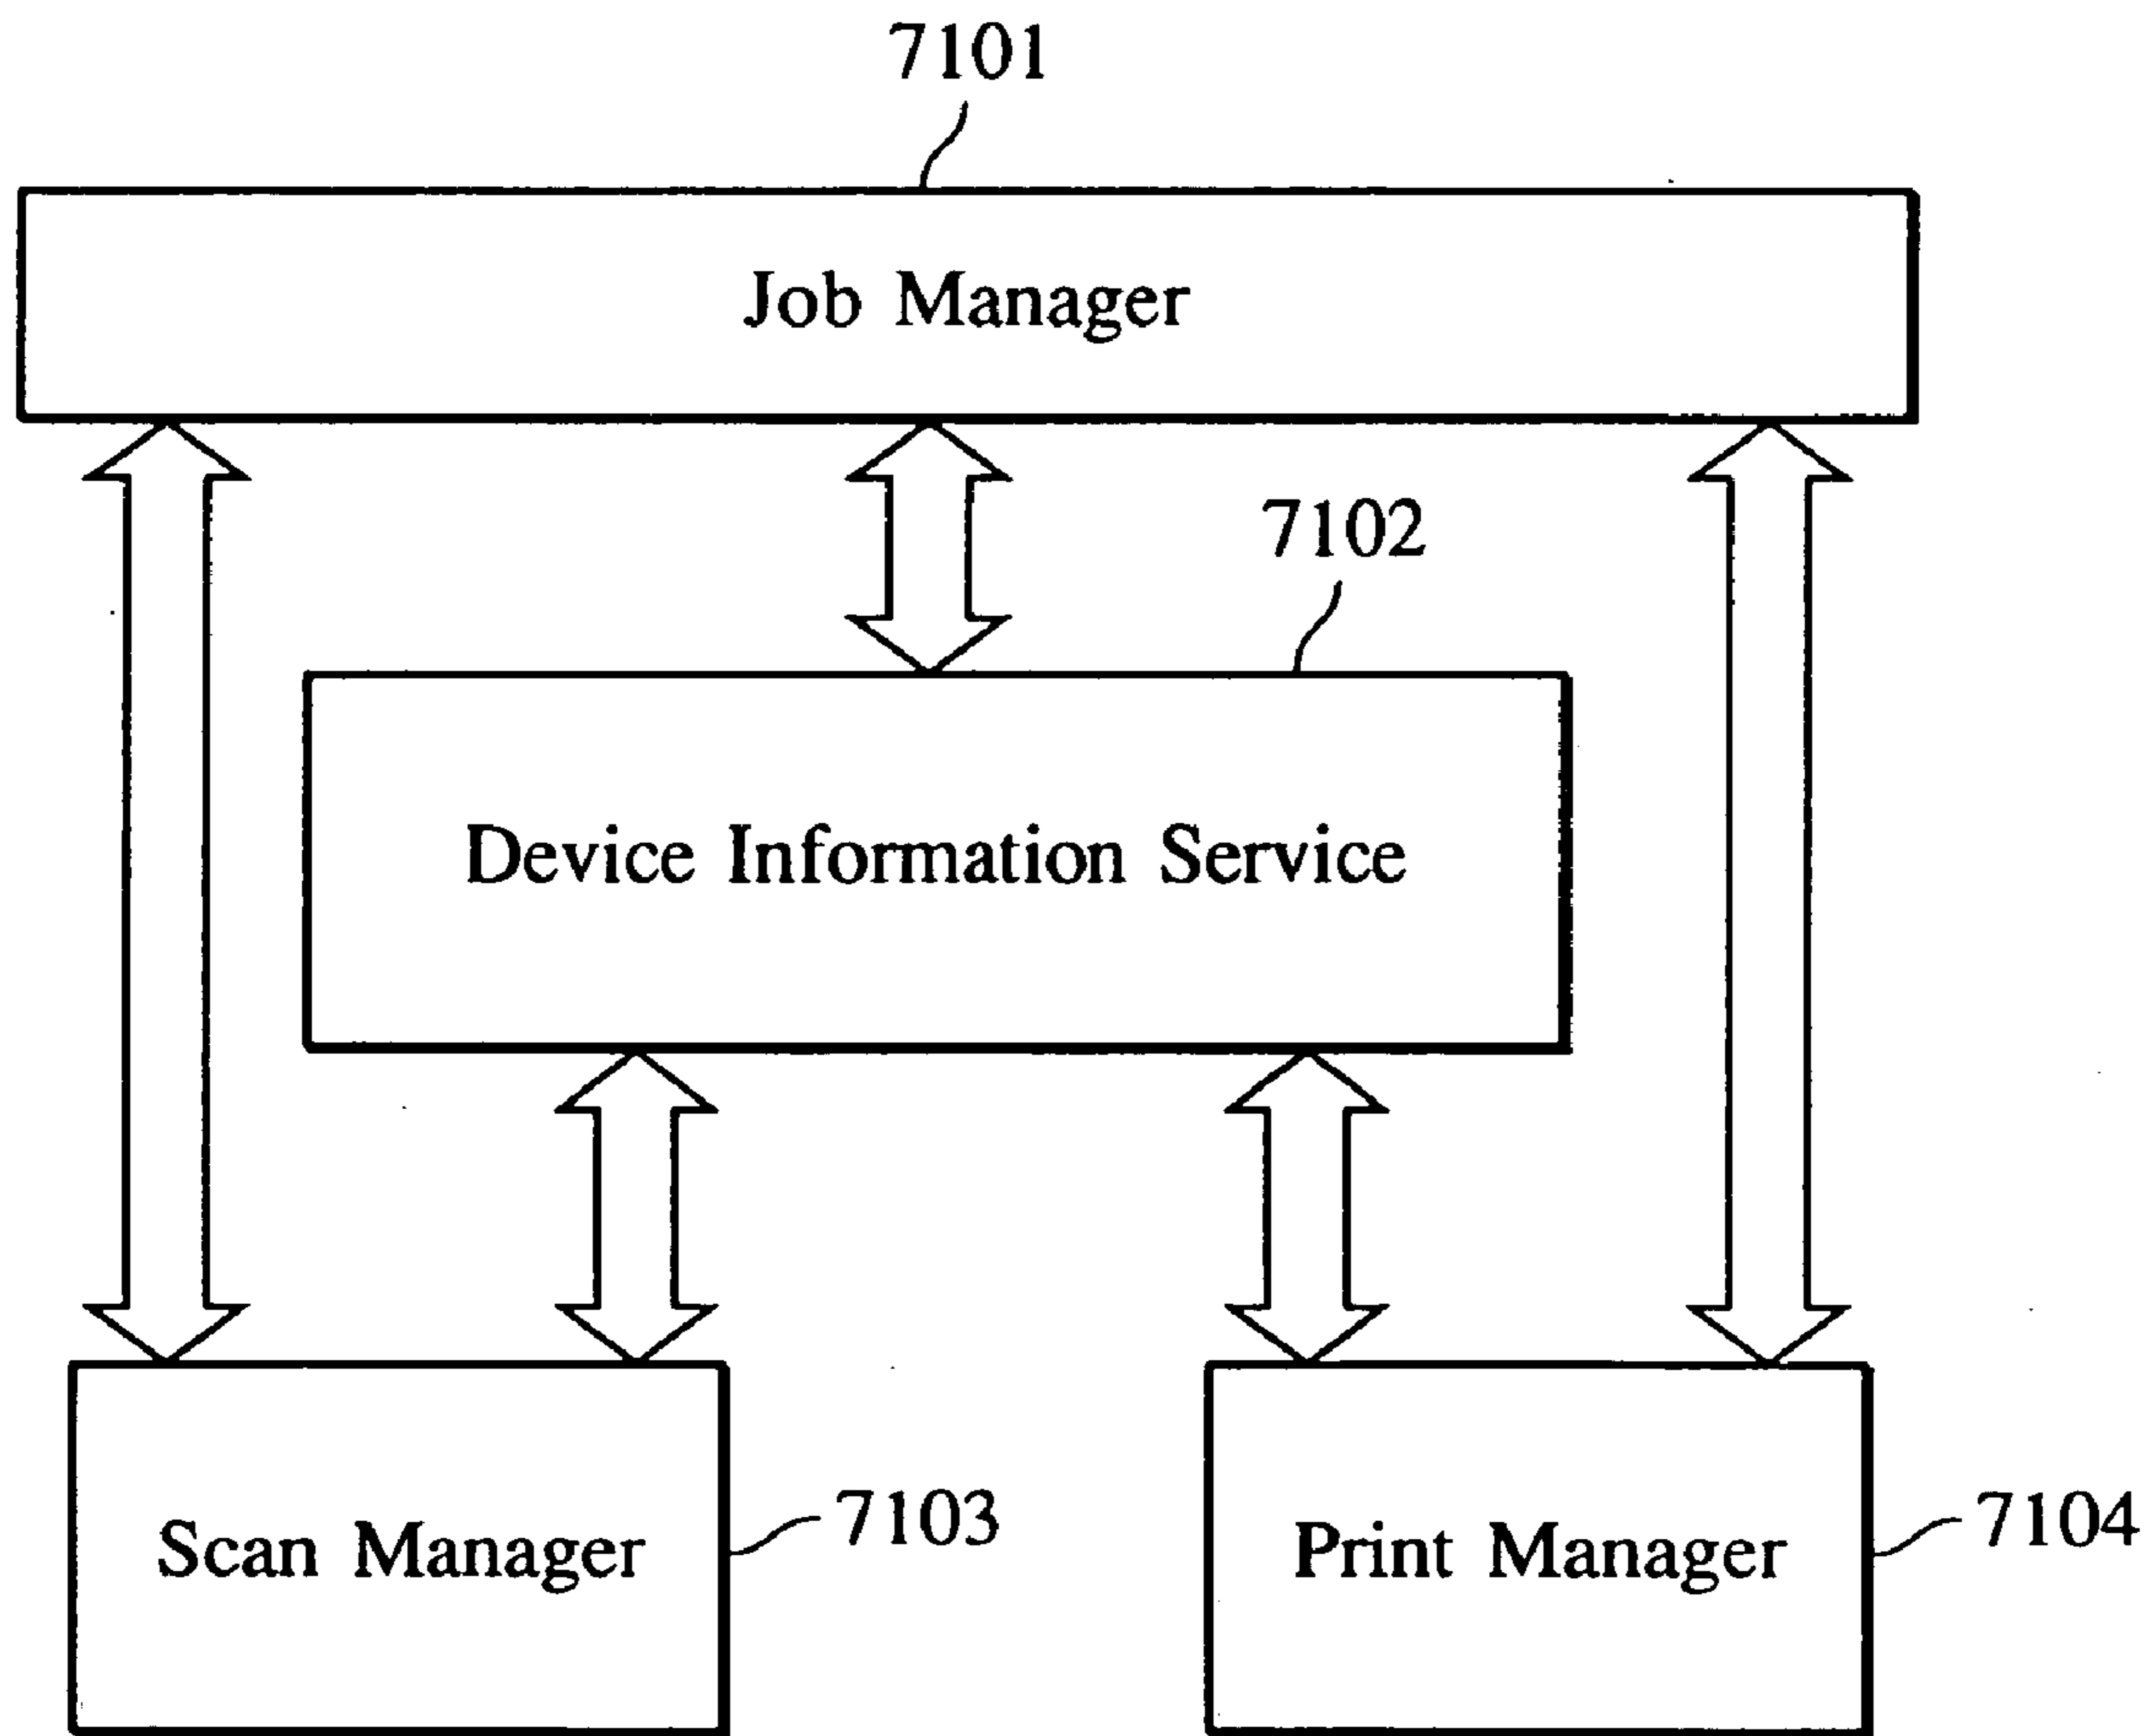 7101
Job Manager
7102
Device Information Service
Scan Manager
7103
Print Manager
7104